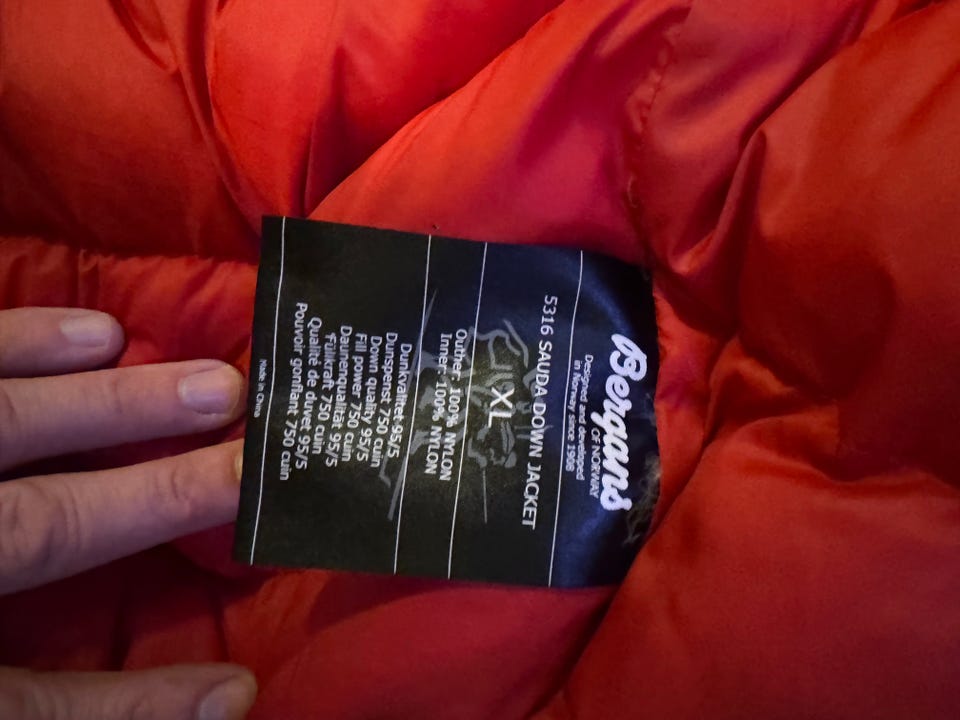 Bergans
OF NORWAY
Designed and developed
in Norway since 1908
5316 SAUDA DOWN JACKET
XL
Outher: 100% NYLON
Inner: 100% NYLON
Dunkvalitet 95/5
Dunspenst 750 cuin
Down quality 95/5
Fill power 750 cuin
Daunenqualität 95/5
Füllkraft 750 cuin
Qualité de duvet 95/5
Pouvoir gonflant 750 cuin
Made in China